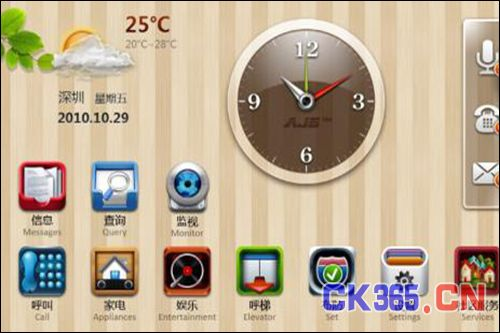 25°C
20°C~28°C
深圳 星期五
2010.10.29
12
3
6
9
AJS
信息
Messages
查询
Query
监视
Monitor
呼叫
Call
家电
Appliances
娱乐
Entertainment
呼梯
Elevator
Set
Settings
Services
CK365.CN